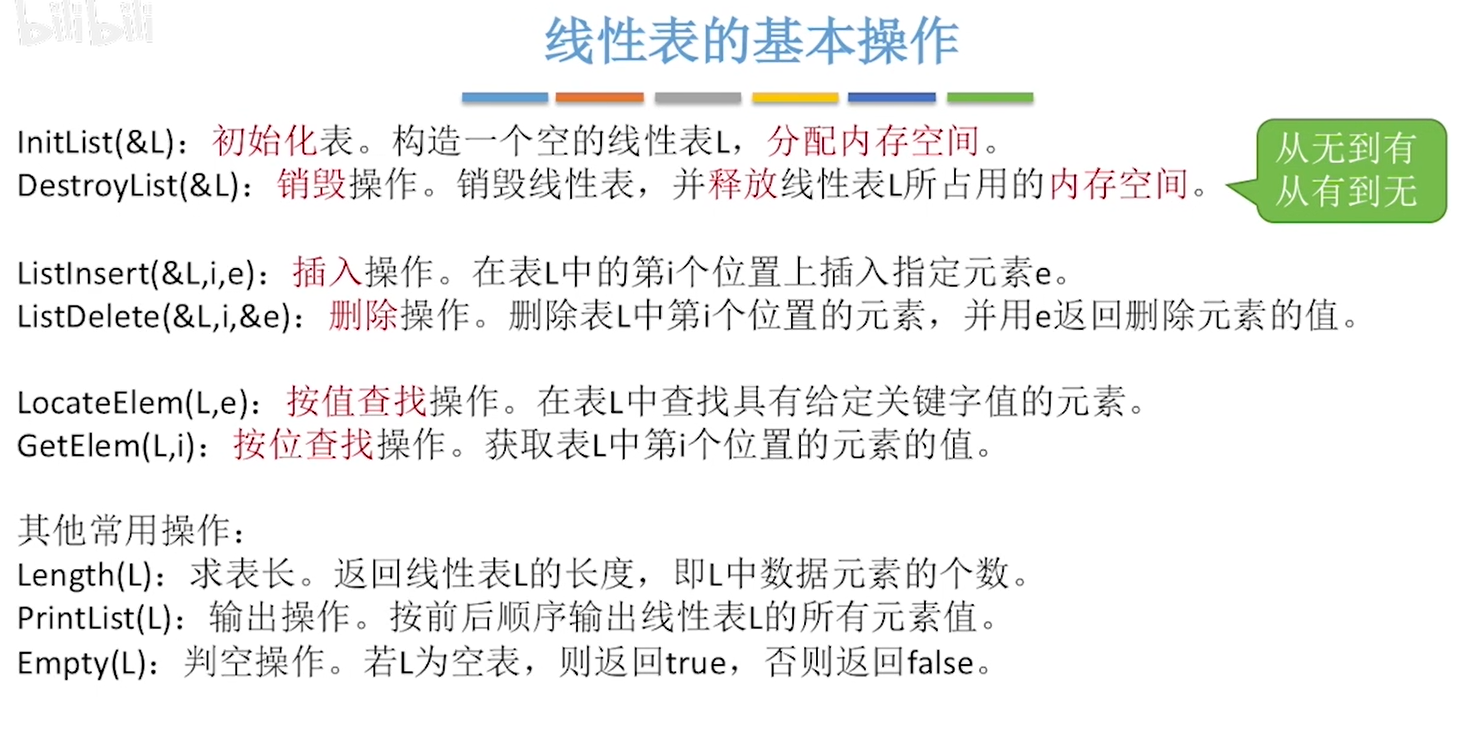 bilibili
线性表的基本操作
InitList(&L)：初始化表。构造一个空的线性表L，分配内存空间。
DestroyList(&L)：销毁操作。销毁线性表，并释放线性表L所占用的内存空间。
从无到有
从有到无
ListInsert(&L,i,e)：插入操作。在表L中的第i个位置上插入指定元素e。
ListDelete(&L,i,&e)：删除操作。删除表L中第i个位置的元素，并用e返回删除元素的值。
LocateElem(L,e)：按值查找操作。在表L中查找具有给定关键字值的元素。
GetElem(L,i)：按位查找操作。获取表L中第i个位置的元素的值。
其他常用操作：
Length(L)：求表长。返回线性表L的长度，即L中数据元素的个数。
PrintList(L)：输出操作。按前后顺序输出线性表L的所有元素值。
Empty(L)：判空操作。若L为空表，则返回true，否则返回false。